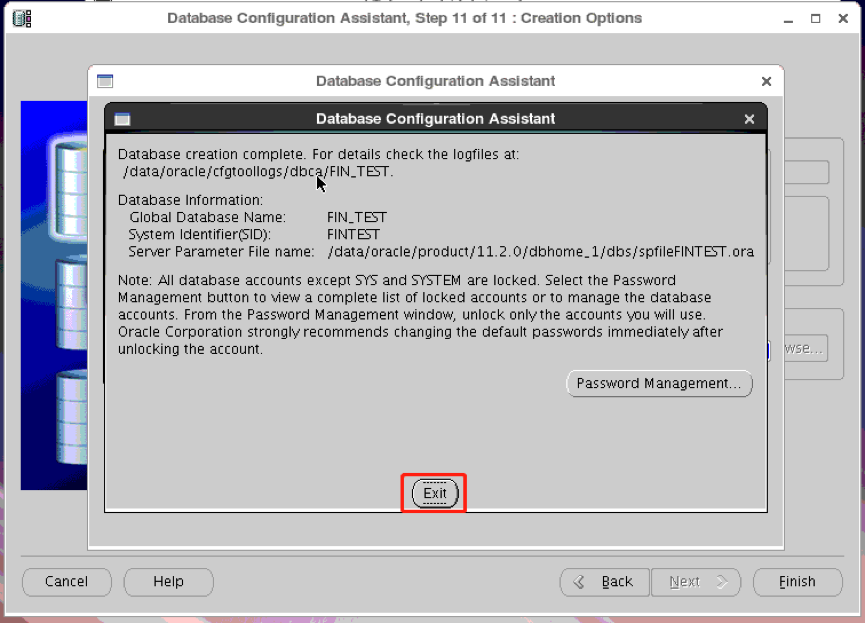 Database Configuration Assistant, Step 11 of 11 : Creation Options
Database Configuration Assistant
Database Configuration Assistant
Database creation complete. For details check the logfiles at:
/data/oracle/cfgtoollogs/dbca/FIN_TEST.
Database Information:
Global Database Name: FIN_TEST
System Identifier(SID): FINTEST
Server Parameter File name: /data/oracle/product/11.2.0/dbhome_1/dbs/spfileFINTEST.ora
Note: All database accounts except SYS and SYSTEM are locked. Select the Password
Management button to view a complete list of locked accounts or to manage the database
accounts. From the Password Management window, unlock only the accounts you will use.
Oracle Corporation strongly recommends changing the default passwords immediately after
unlocking the account.
wse...
Password Management...
Exit
Cancel
Help
Back
Next
Finish